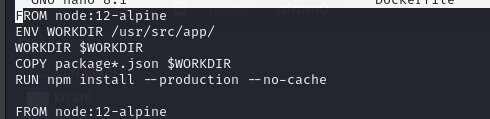 GNU nano 8.1 Dockerfile
FROM node:12-alpine
ENV WORKDIR /usr/src/app/
WORKDIR $WORKDIR
COPY package*.json $WORKDIR
RUN npm install --production --no-cache
FROM node:12-alpine